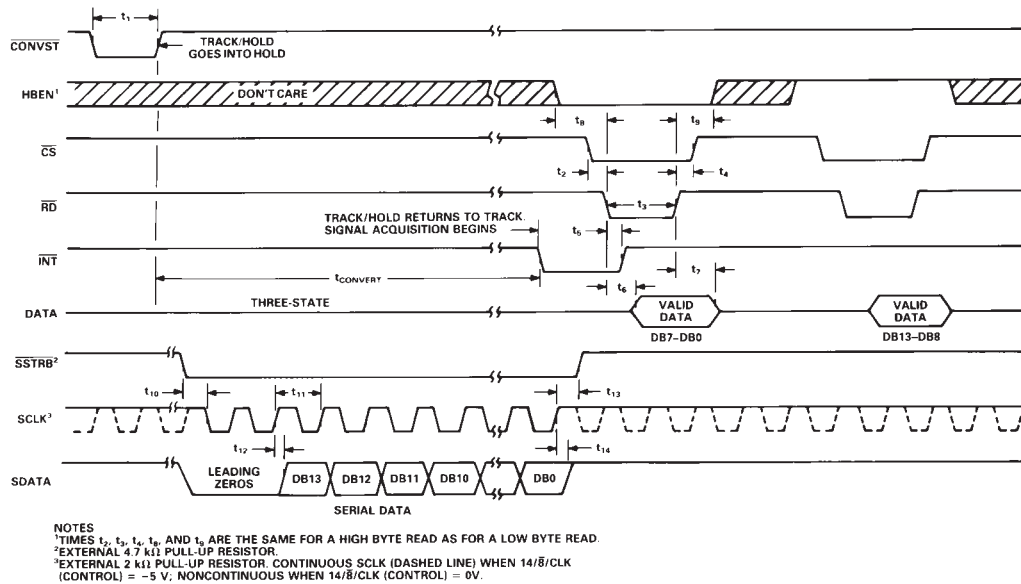 t1
CONVST
TRACK/HOLD
GOES INTO HOLD
HBEN1
DON'T CARE
t8
t9
CS
t2
t4
RD
t3
TRACK/HOLD RETURNS TO TRACK.
SIGNAL ACQUISITION BEGINS
t5
INT
tCONVERT
t7
t6
THREE-STATE
DATA
VALID
DATA
VALID
DATA
DB7–DB0
DB13–DB8
SSTRB2
t10
t11
t13
SCLK3
t12
t14
SDATA
LEADING
ZEROS
DB13
DB12
DB11
DB10
DB0
SERIAL DATA
NOTES
1TIMES t2, t3, t4, t8, AND t9 ARE THE SAME FOR A HIGH BYTE READ AS FOR A LOW BYTE READ.
2EXTERNAL 4.7 kΩ PULL-UP RESISTOR.
3EXTERNAL 2 kΩ PULL-UP RESISTOR. CONTINUOUS SCLK (DASHED LINE) WHEN 14/8/CLK
(CONTROL) = –5 V; NONCONTINUOUS WHEN 14/8/CLK (CONTROL) = 0V.